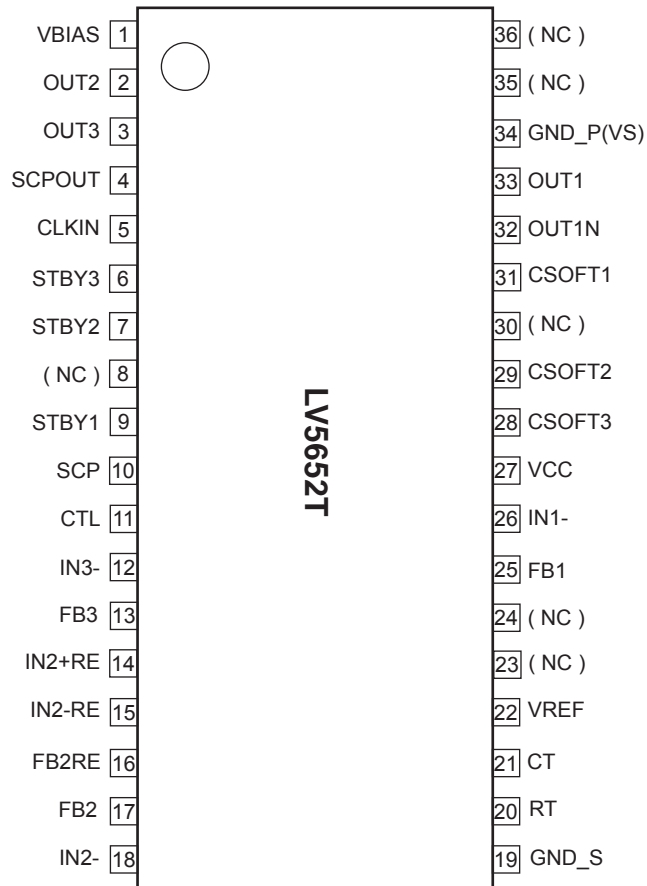 VBIAS 1
OUT2 2
OUT3 3
SCPOUT 4
CLKIN 5
STBY3 6
STBY2 7
( NC ) 8
STBY1 9
SCP 10
CTL 11
IN3- 12
FB3 13
IN2+RE 14
IN2-RE 15
FB2RE 16
FB2 17
IN2- 18
LV5652T
36 ( NC )
35 ( NC )
34 GND_P(VS)
33 OUT1
32 OUT1N
31 CSOFT1
30 ( NC )
29 CSOFT2
28 CSOFT3
27 VCC
26 IN1-
25 FB1
24 ( NC )
23 ( NC )
22 VREF
21 CT
20 RT
19 GND_S